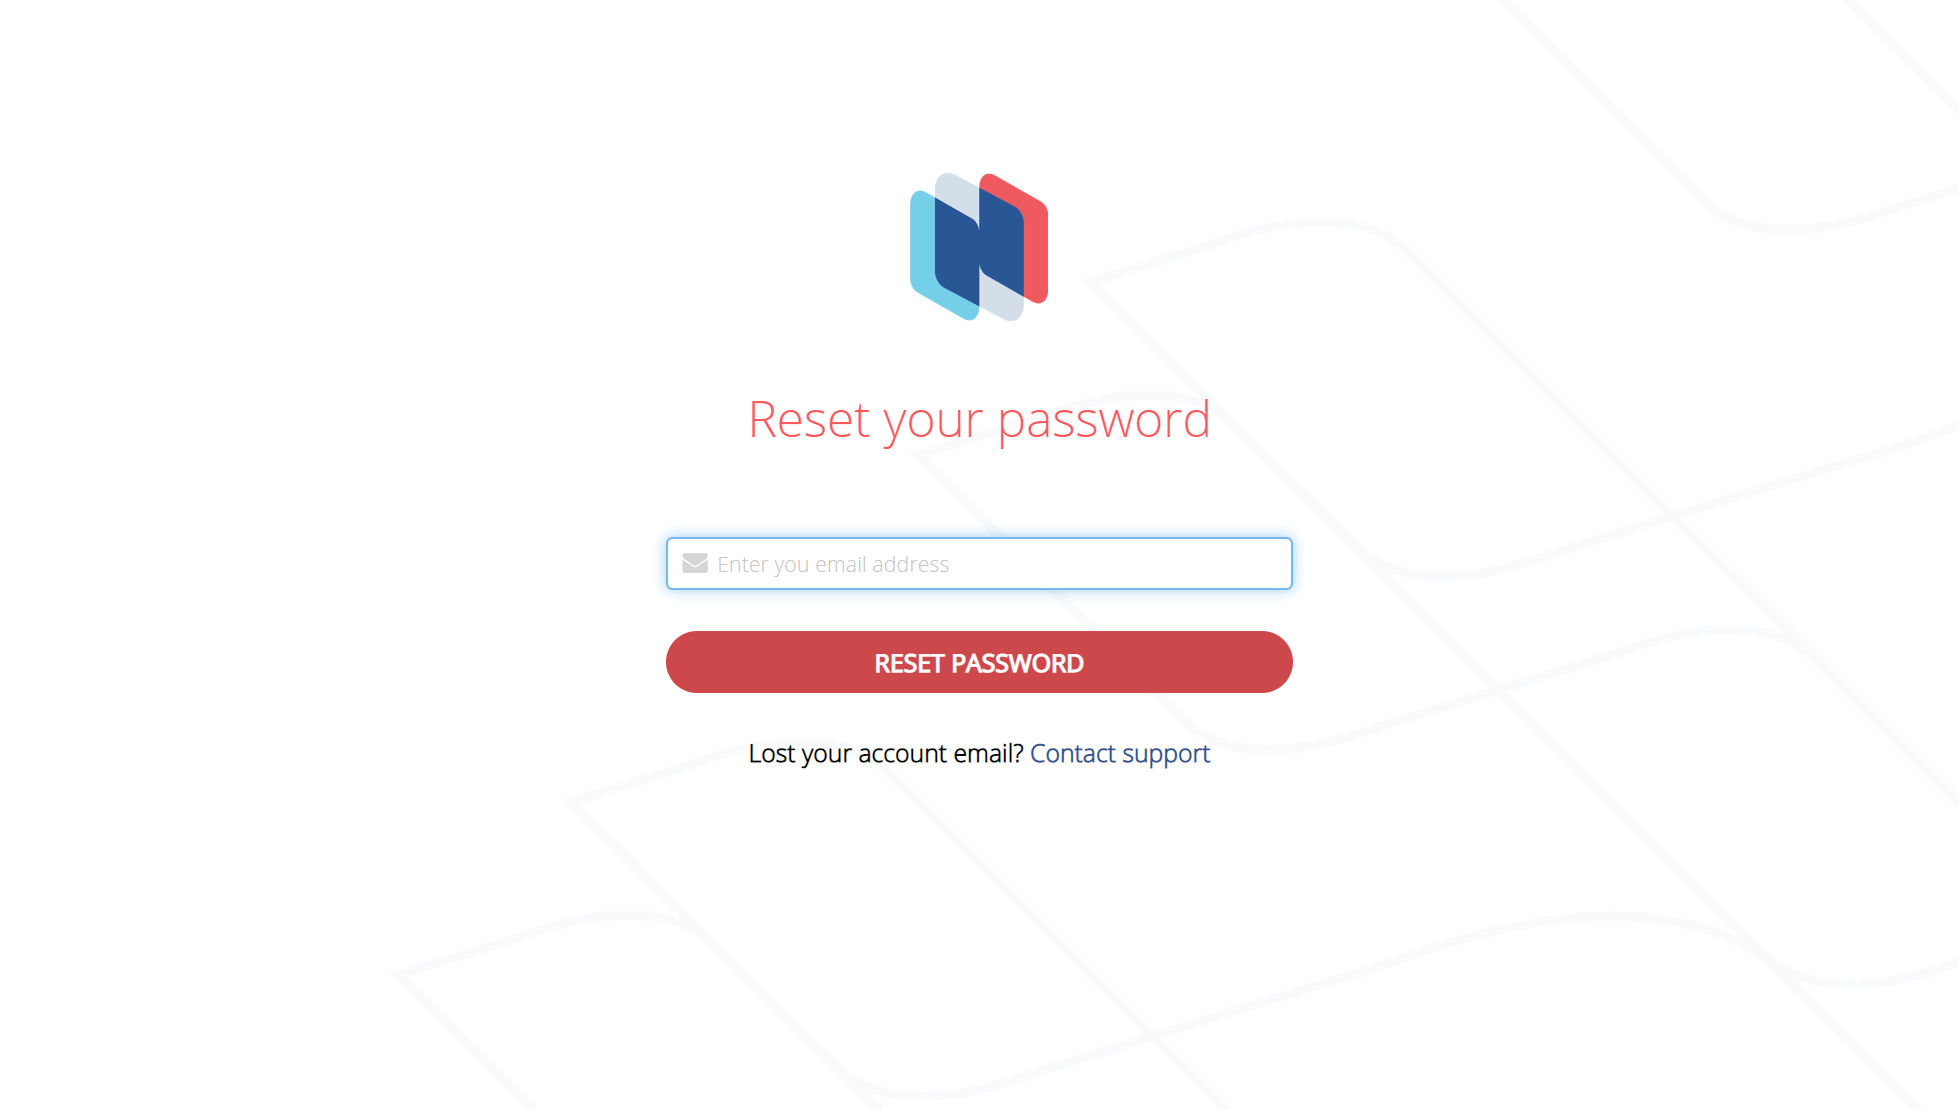 Reset your password
Enter you email address
RESET PASSWORD
Lost your account email? Contact support